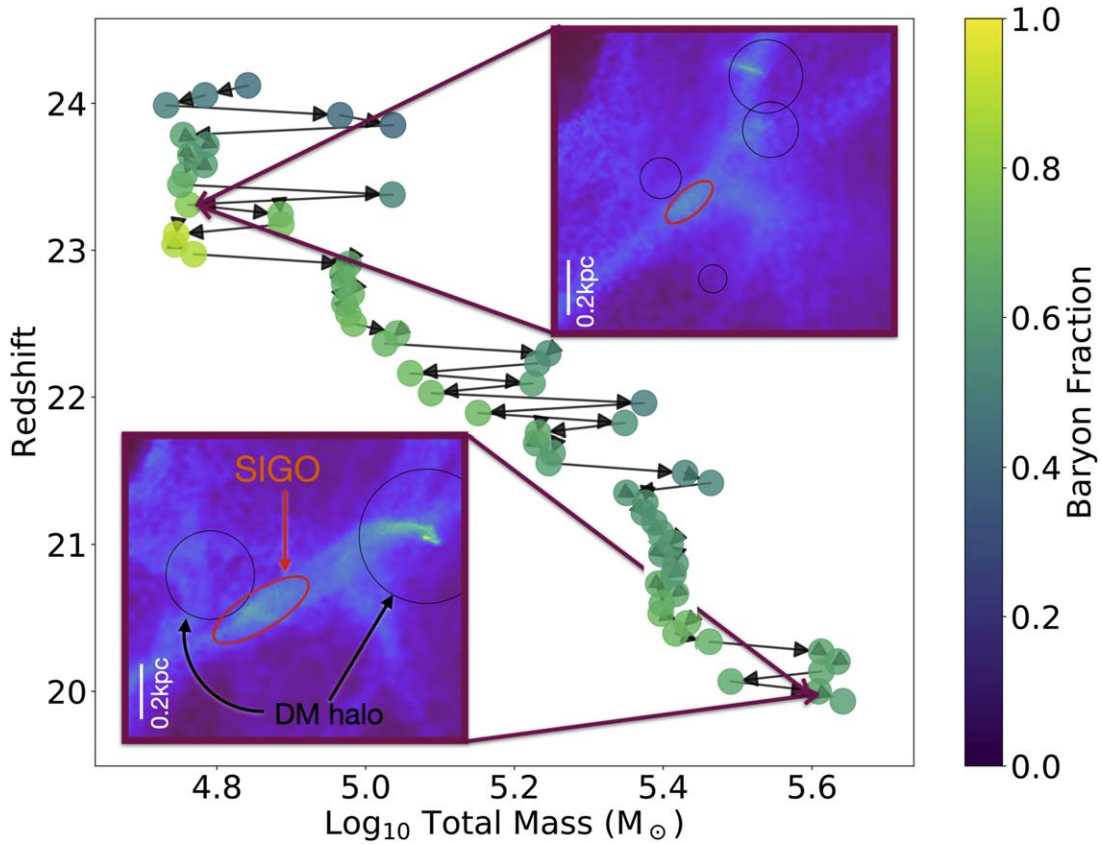 24
23
22
21
20
Redshift
4.8
5.0
5.2
5.4
5.6
Log₁₀ Total Mass (M☉)
0.2kpc
SIGO
0.2kpc
DM halo
1.0
0.8
0.6
0.4
0.2
0.0
Baryon Fraction